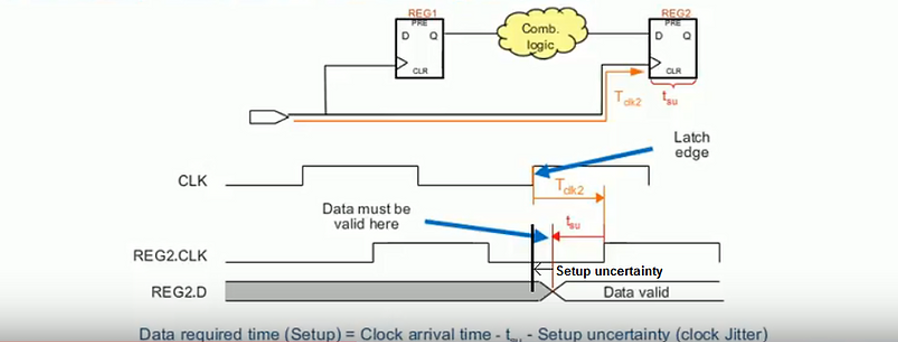 REG1
PRE
D Q
CLR
Comb.
logic
REG2
PRE
D Q
CLR
Tclk2
tsu
Latch
edge
CLK
Tclk2
Data must be
valid here
tsu
REG2.CLK
Setup uncertainty
REG2.D
Data valid
Data required time (Setup) = Clock arrival time - tsu - Setup uncertainty (clock Jitter)